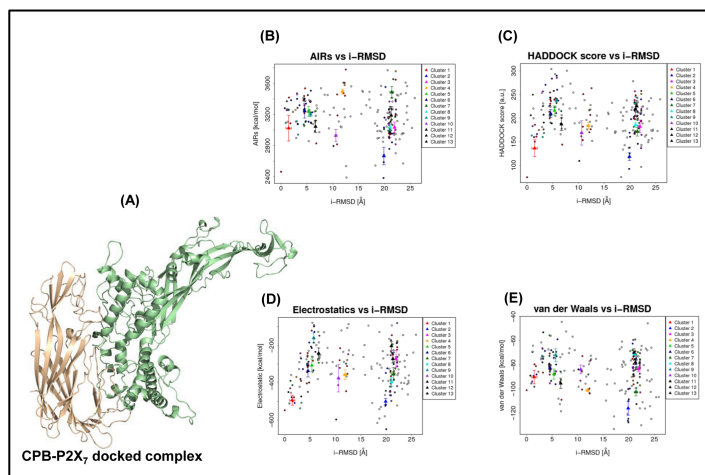 (B)
AIRs vs i-RMSD
AIRs [kcal/mol]
3600
3200
2800
2400
0 5 10 15 20 25
i-RMSD [Å]
Cluster 1
Cluster 2
Cluster 3
Cluster 4
Cluster 5
Cluster 6
Cluster 7
Cluster 8
Cluster 9
Cluster 10
Cluster 11
Cluster 12
Cluster 13
(C)
HADDOCK score vs i-RMSD
HADDOCK score [a.u.]
300
250
200
150
100
0 5 10 15 20 25
i-RMSD [Å]
Cluster 1
Cluster 2
Cluster 3
Cluster 4
Cluster 5
Cluster 6
Cluster 7
Cluster 8
Cluster 9
Cluster 10
Cluster 11
Cluster 12
Cluster 13
(A)
CPB-P2X₇ docked complex
(D)
Electrostatics vs i-RMSD
Electrostatic [kcal/mol]
-200
-400
-600
0 5 10 15 20 25
i-RMSD [Å]
Cluster 1
Cluster 2
Cluster 3
Cluster 4
Cluster 5
Cluster 6
Cluster 7
Cluster 8
Cluster 9
Cluster 10
Cluster 11
Cluster 12
Cluster 13
(E)
van der Waals vs i-RMSD
van der Waals [kcal/mol]
-40
-60
-80
-100
-120
0 5 10 15 20 25
i-RMSD [Å]
Cluster 1
Cluster 2
Cluster 3
Cluster 4
Cluster 5
Cluster 6
Cluster 7
Cluster 8
Cluster 9
Cluster 10
Cluster 11
Cluster 12
Cluster 13